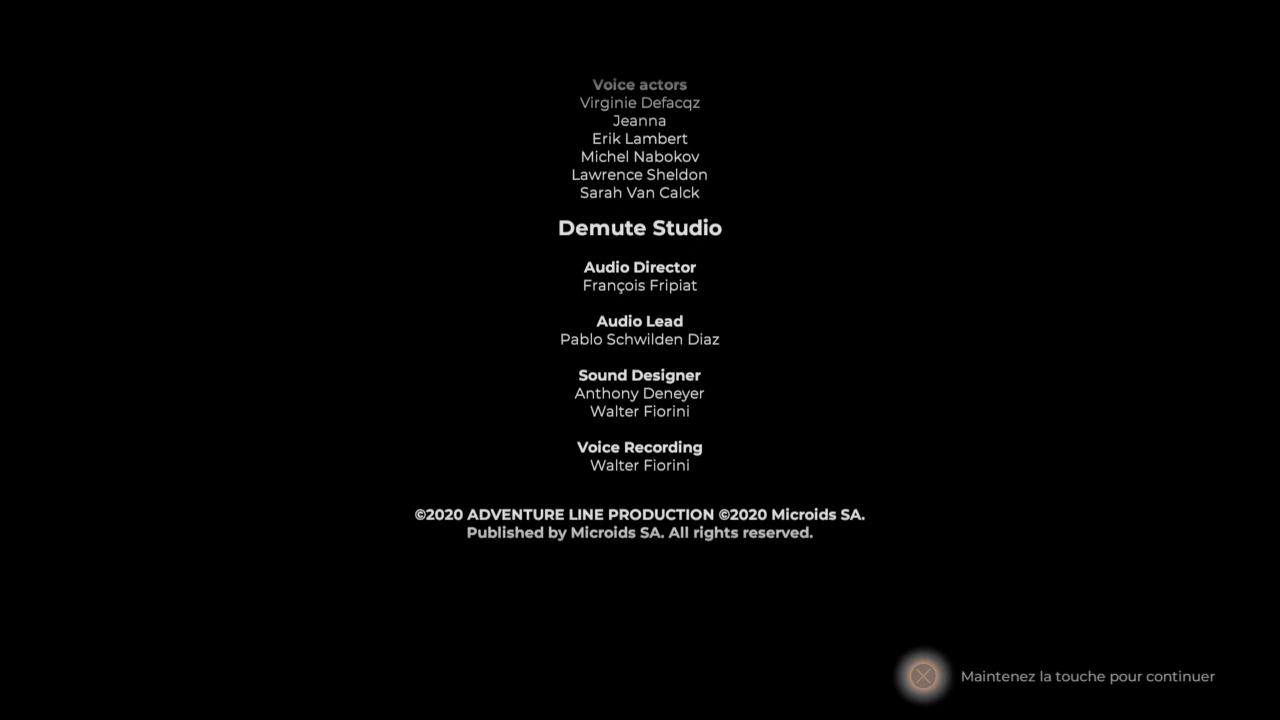 Voice actors
Virginie Defacqz
Jeanna
Erik Lambert
Michel Nabokov
Lawrence Sheldon
Sarah Van Calck
Demute Studio
Audio Director
François Fripiat
Audio Lead
Pablo Schwilden Diaz
Sound Designer
Anthony Deneyer
Walter Fiorini
Voice Recording
Walter Fiorini
©2020 ADVENTURE LINE PRODUCTION ©2020 Microids SA.
Published by Microids SA. All rights reserved.
Maintenez la touche pour continuer